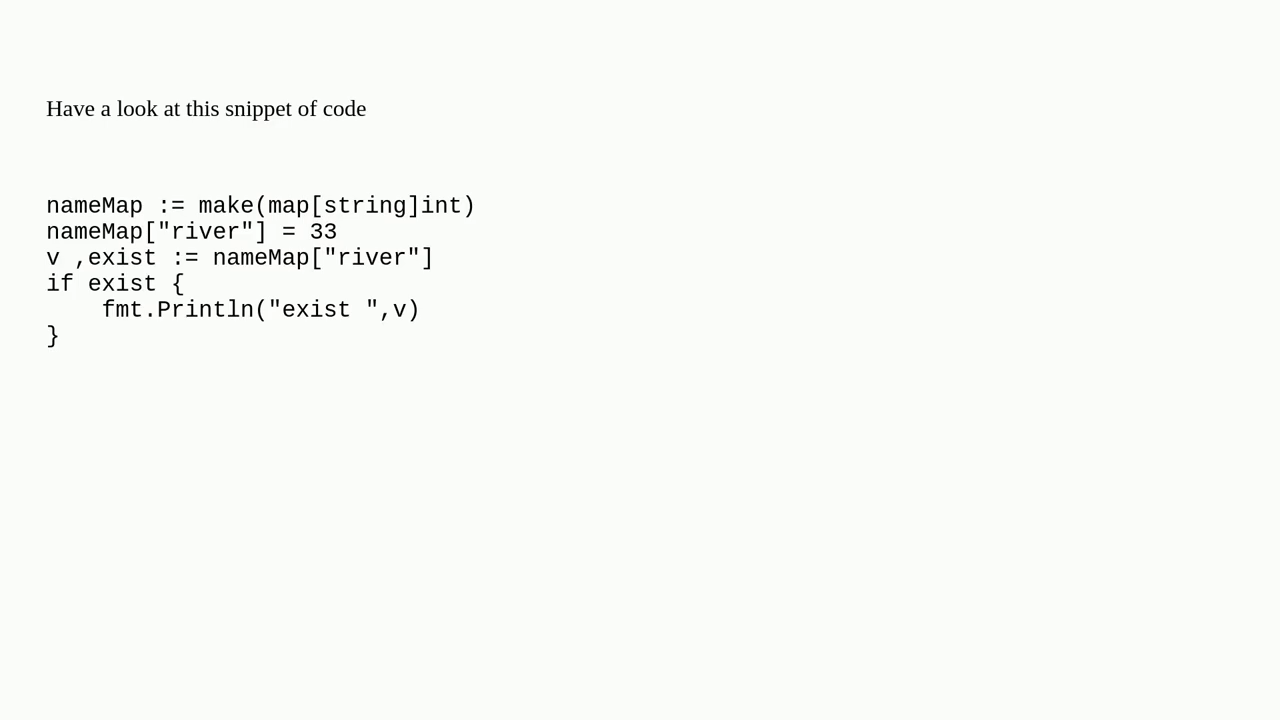 Have a look at this snippet of code
nameMap := make(map[string]int)
nameMap["river"] = 33
v ,exist := nameMap["river"]
if exist {
    fmt.Println("exist ",v)
}